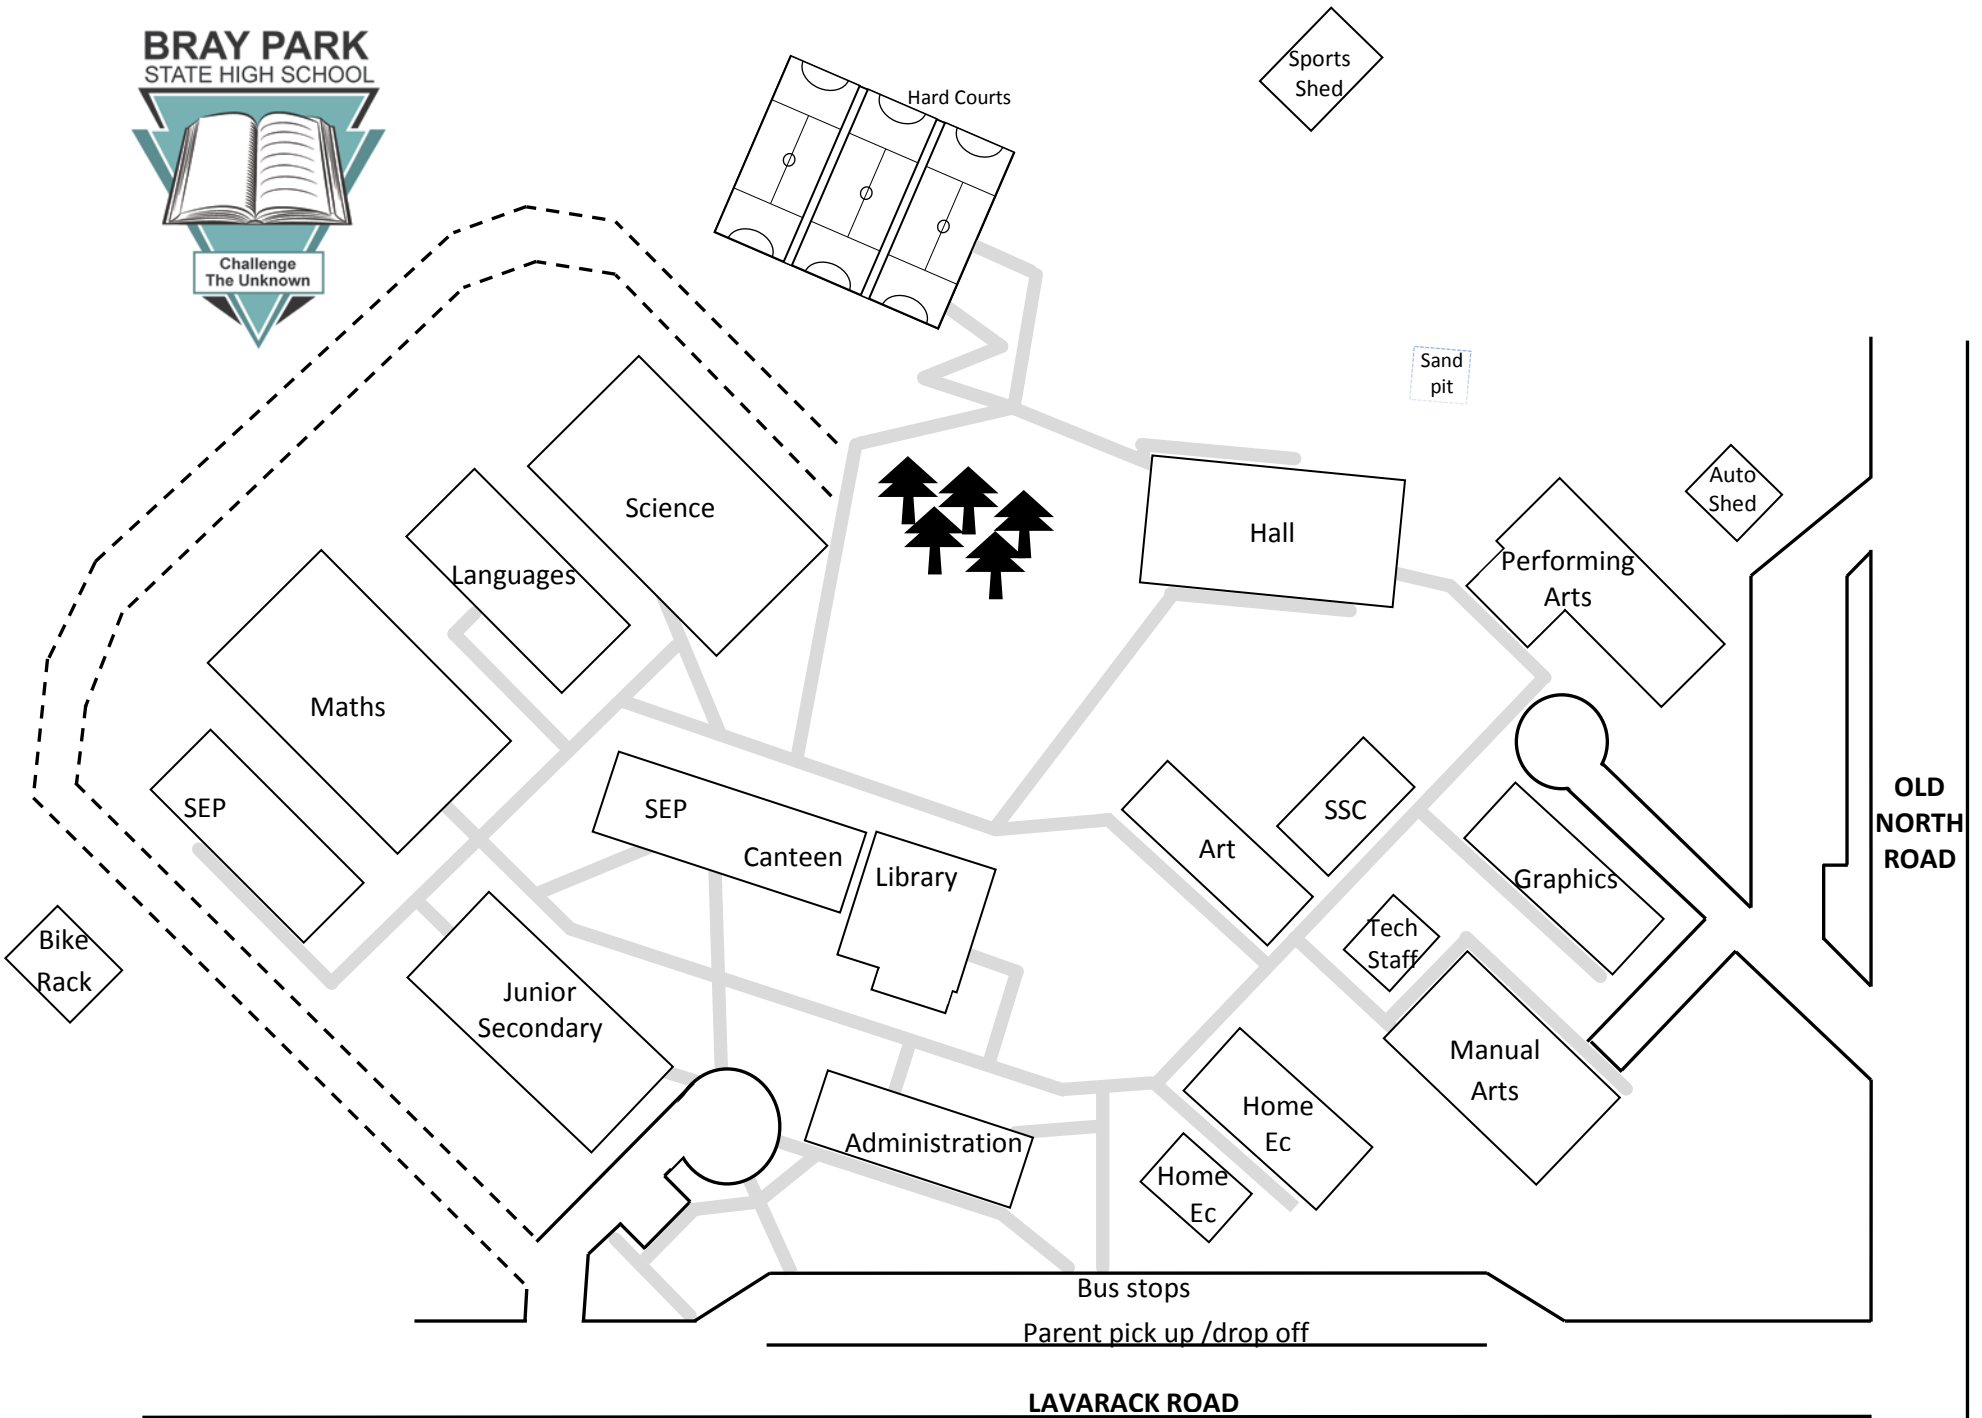 BRAY PARK
STATE HIGH SCHOOL
Challenge
The Unknown
Hard Courts
Sports
Shed
Sand
pit
Auto
Shed
Science
Hall
Performing
Arts
Languages
Maths
SEP
SEP
Canteen
Library
Art
SSC
Graphics
OLD
NORTH
ROAD
Bike
Rack
Tech
Staff
Junior
Secondary
Manual
Arts
Administration
Home
Ec
Home
Ec
Bus stops
Parent pick up /drop off
LAVARACK ROAD